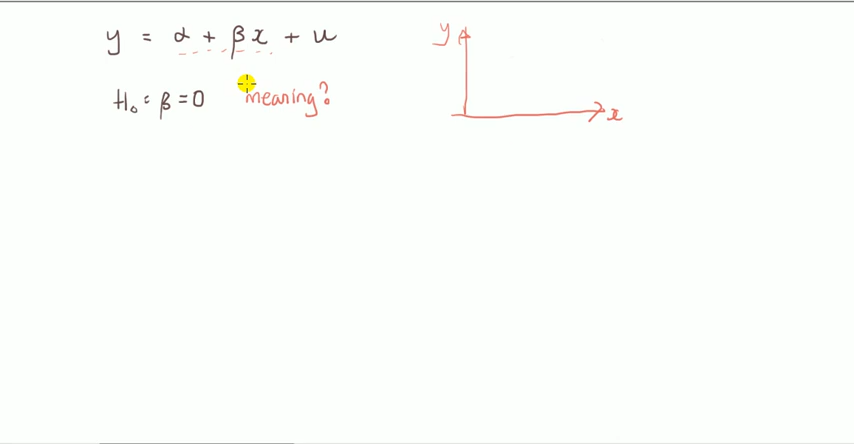 y = α + βx + u
H₀: β = 0 meaning?
y
x